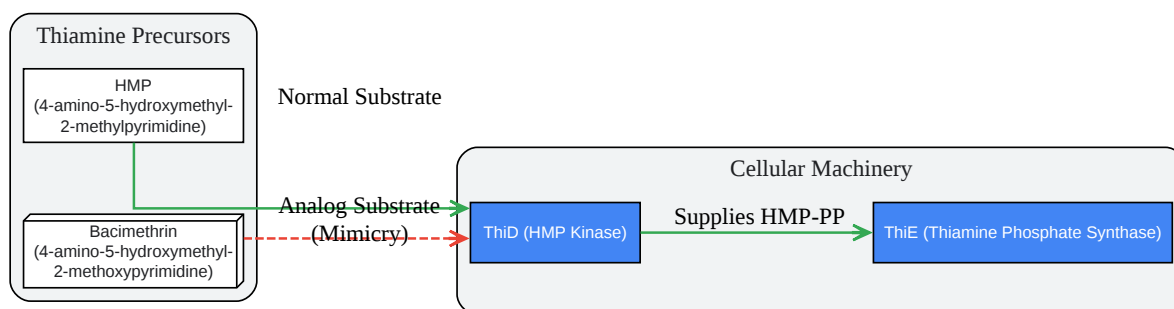 Thiamine Precursors
HMP
(4-amino-5-hydroxymethyl-
2-methylpyrimidine)
Normal Substrate
Cellular Machinery
Analog Substrate
(Mimicry)
Bacimethrin
(4-amino-5-hydroxymethyl-
2-methoxypyrimidine)
ThiD (HMP Kinase)
Supplies HMP-PP
ThiE (Thiamine Phosphate Synthase)